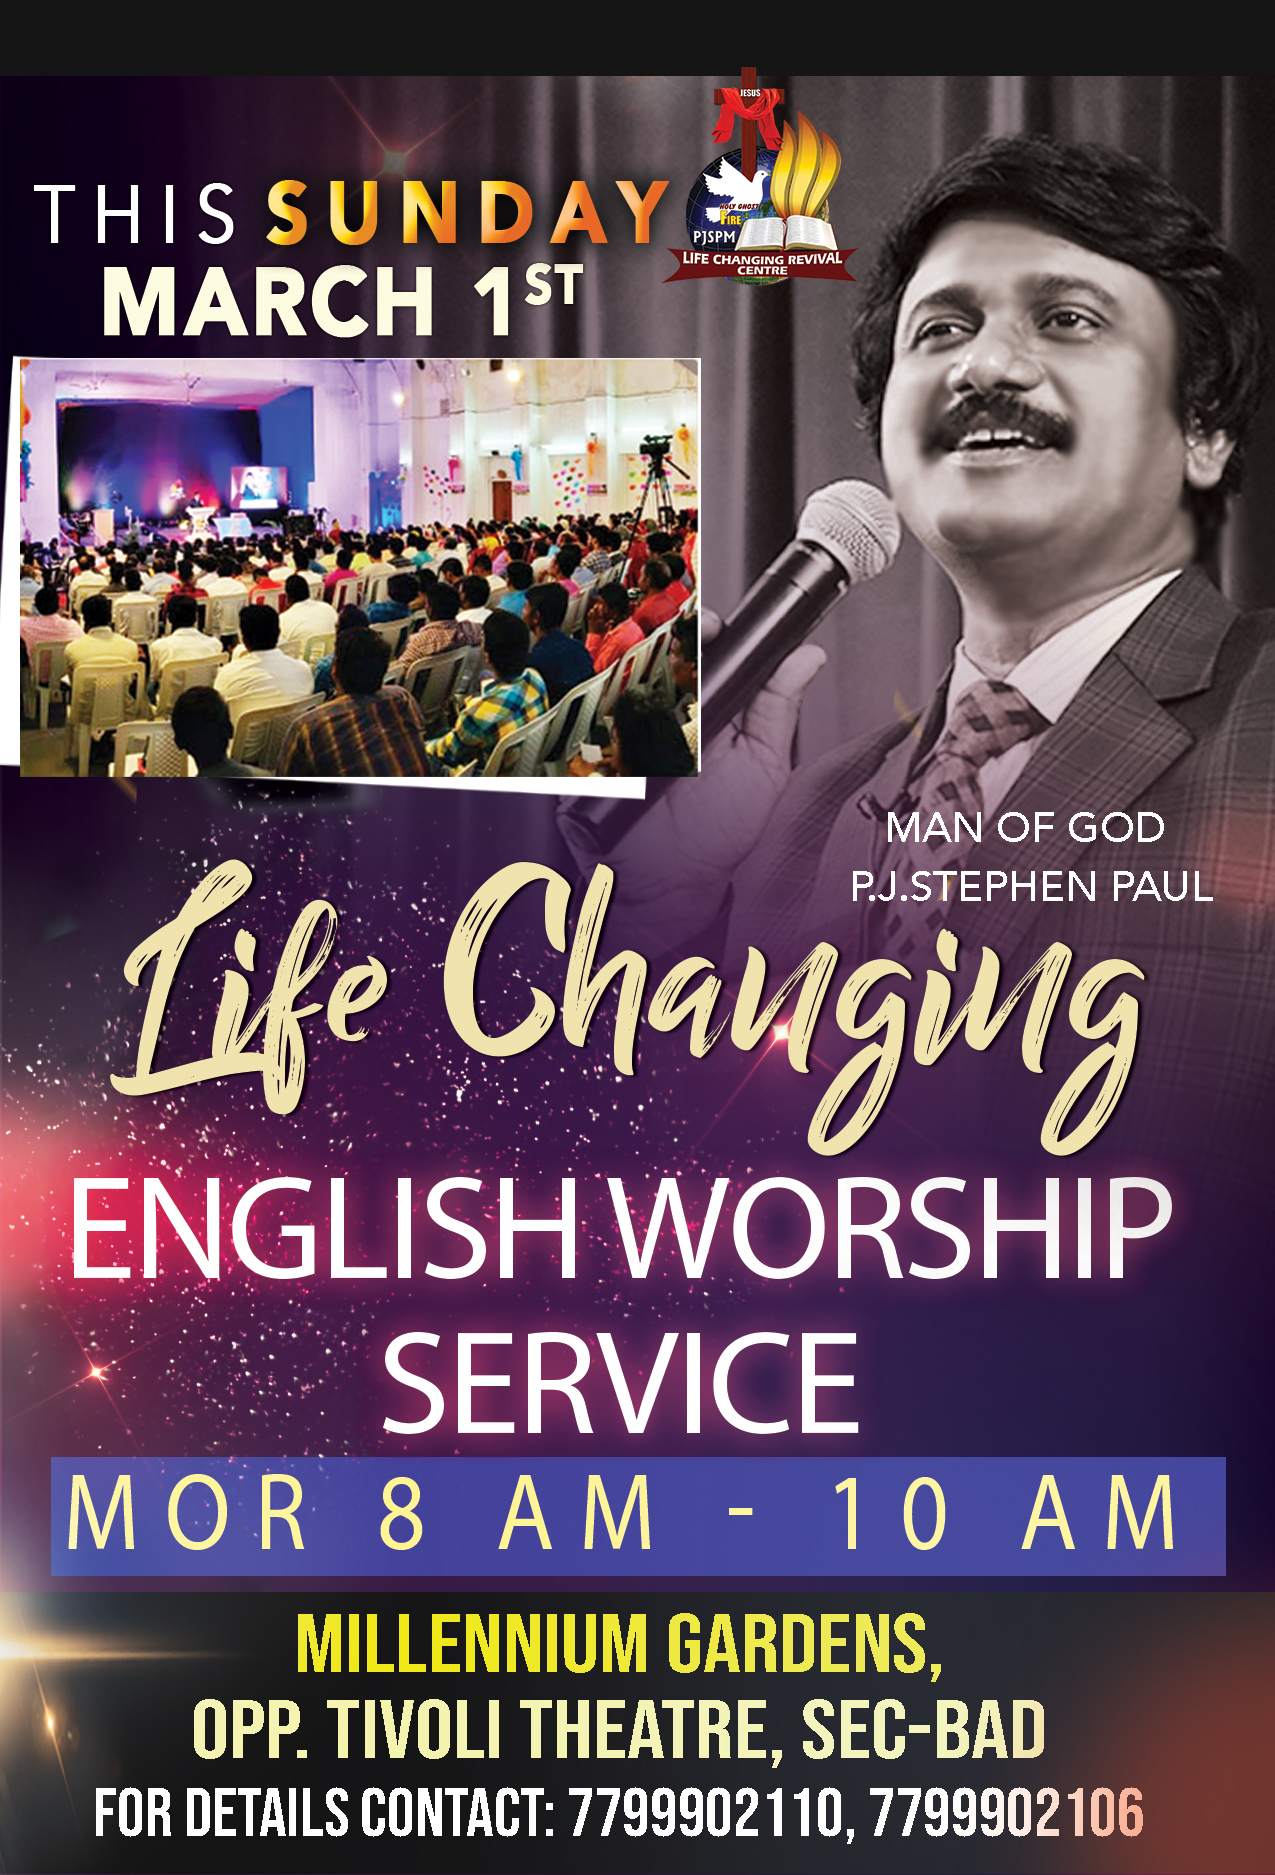 THIS SUNDAY
MARCH 1ST
JESUS
HOLY GHOST
FIRE
PJSPM
LIFE CHANGING REVIVAL
CENTRE
MAN OF GOD
P.J.STEPHEN PAUL
Life Changing
ENGLISH WORSHIP
SERVICE
MOR 8 AM - 10 AM
MILLENNIUM GARDENS,
OPP. TIVOLI THEATRE, SEC-BAD
FOR DETAILS CONTACT: 7799902110, 7799902106